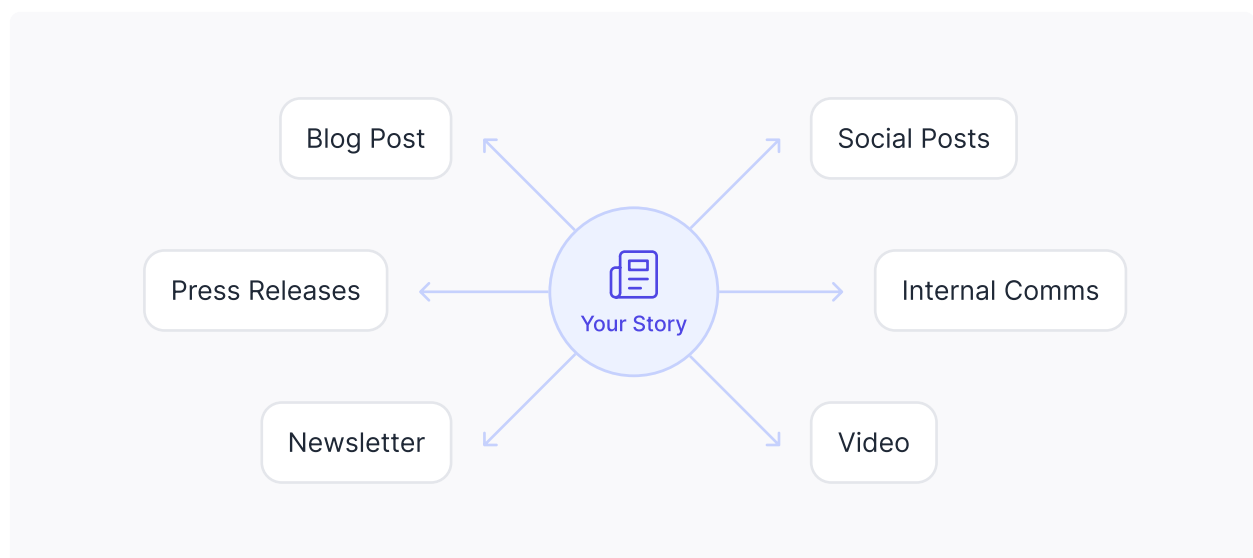 Blog Post
Social Posts
Press Releases
Your Story
Internal Comms
Newsletter
Video